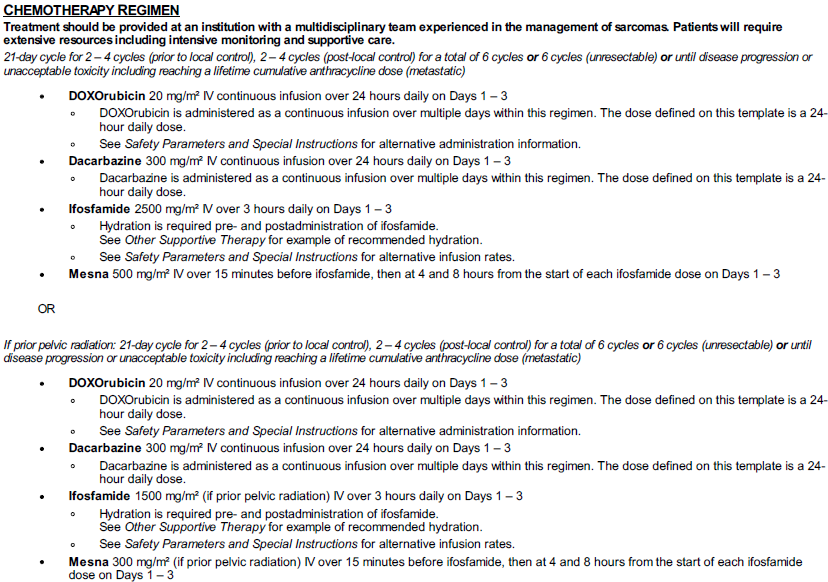 CHEMOTHERAPY REGIMEN
Treatment should be provided at an institution with a multidisciplinary team experienced in the management of sarcomas. Patients will require
extensive resources including intensive monitoring and supportive care.
21-day cycle for 2 – 4 cycles (prior to local control), 2 – 4 cycles (post-local control) for a total of 6 cycles or 6 cycles (unresectable) or until disease progression or
unacceptable toxicity including reaching a lifetime cumulative anthracycline dose (metastatic)
• DOXOrubicin 20 mg/m² IV continuous infusion over 24 hours daily on Days 1 – 3
o DOXOrubicin is administered as a continuous infusion over multiple days within this regimen. The dose defined on this template is a 24-
hour daily dose.
o See Safety Parameters and Special Instructions for alternative administration information.
• Dacarbazine 300 mg/m² IV continuous infusion over 24 hours daily on Days 1 – 3
o Dacarbazine is administered as a continuous infusion over multiple days within this regimen. The dose defined on this template is a 24-
hour daily dose.
• Ifosfamide 2500 mg/m² IV over 3 hours daily on Days 1 – 3
o Hydration is required pre- and postadministration of ifosfamide.
See Other Supportive Therapy for example of recommended hydration.
o See Safety Parameters and Special Instructions for alternative infusion rates.
• Mesna 500 mg/m² IV over 15 minutes before ifosfamide, then at 4 and 8 hours from the start of each ifosfamide dose on Days 1 – 3
OR
If prior pelvic radiation: 21-day cycle for 2 – 4 cycles (prior to local control), 2 – 4 cycles (post-local control) for a total of 6 cycles or 6 cycles (unresectable) or until
disease progression or unacceptable toxicity including reaching a lifetime cumulative anthracycline dose (metastatic)
• DOXOrubicin 20 mg/m² IV continuous infusion over 24 hours daily on Days 1 – 3
o DOXOrubicin is administered as a continuous infusion over multiple days within this regimen. The dose defined on this template is a 24-
hour daily dose.
o See Safety Parameters and Special Instructions for alternative administration information.
• Dacarbazine 300 mg/m² IV continuous infusion over 24 hours daily on Days 1 – 3
o Dacarbazine is administered as a continuous infusion over multiple days within this regimen. The dose defined on this template is a 24-
hour daily dose.
• Ifosfamide 1500 mg/m² (if prior pelvic radiation) IV over 3 hours daily on Days 1 – 3
o Hydration is required pre- and postadministration of ifosfamide.
See Other Supportive Therapy for example of recommended hydration.
o See Safety Parameters and Special Instructions for alternative infusion rates.
• Mesna 300 mg/m² (if prior pelvic radiation) IV over 15 minutes before ifosfamide, then at 4 and 8 hours from the start of each ifosfamide
dose on Days 1 – 3